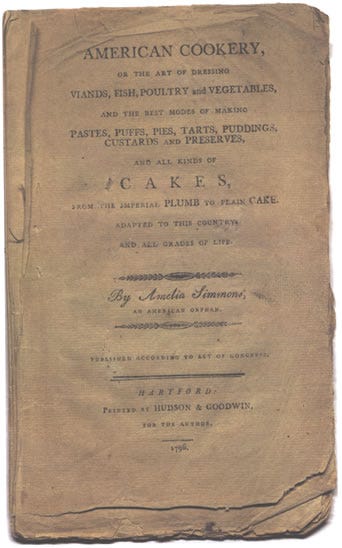 AMERICAN COOKERY,
OR THE ART OF DRESSING
VIANDS, FISH, POULTRY and VEGETABLES,
AND THE BEST MODES OF MAKING
PASTES, PUFFS, PIES, TARTS, PUDDINGS,
CUSTARDS AND PRESERVES,
AND ALL KINDS OF
CAKES,
FROM THE IMPERIAL PLUMB TO PLAIN CAKE.
ADAPTED TO THIS COUNTRY,
AND ALL GRADES OF LIFE.
By Amelia Simmons,
AN AMERICAN ORPHAN.
PUBLISHED ACCORDING TO ACT OF CONGRESS.
HARTFORD:
PRINTED BY HUDSON & GOODWIN,
FOR THE AUTHOR.
1796.